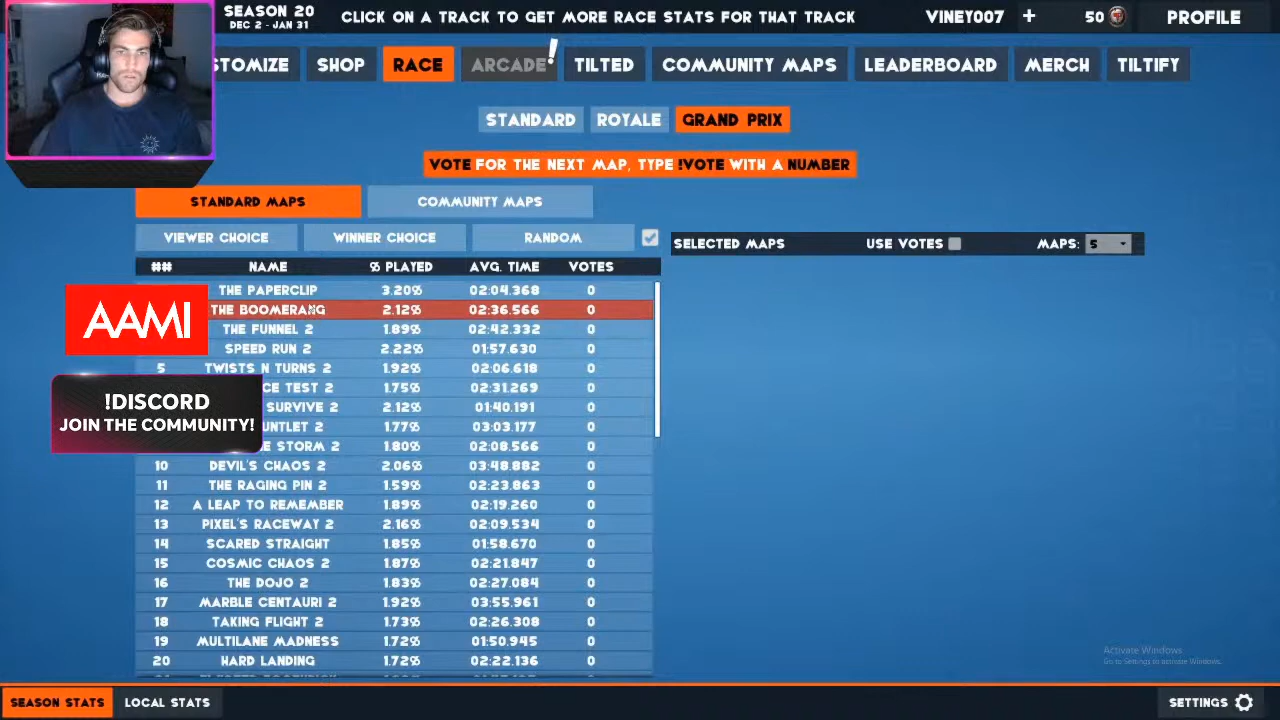 SEASON 20
DEC 2 - JAN 31
CLICK ON A TRACK TO GET MORE RACE STATS FOR THAT TRACK
VINEY007 +
50
PROFILE
STOMIZE
SHOP
RACE
ARCADE!
TILTED
COMMUNITY MAPS
LEADERBOARD
MERCH
TILTIFY
STANDARD
ROYALE
GRAND PRIX
VOTE FOR THE NEXT MAP, TYPE !VOTE WITH A NUMBER
STANDARD MAPS
COMMUNITY MAPS
VIEWER CHOICE
WINNER CHOICE
RANDOM
SELECTED MAPS
USE VOTES
MAPS: 5
## NAME % PLAYED AVG. TIME VOTES
THE PAPERCLIP 3.20% 02:04.368 0
THE BOOMERANG 2.12% 02:36.566 0
THE FUNNEL 2 1.89% 02:42.332 0
SPEED RUN 2 2.22% 01:57.630 0
5 TWISTS N TURNS 2 1.92% 02:06.618 0
CE TEST 2 1.75% 02:31.269 0
SURVIVE 2 2.12% 01:40.191 0
UNTLET 2 1.77% 03:03.177 0
E STORM 2 1.80% 02:08.566 0
10 DEVIL'S CHAOS 2 2.06% 03:48.882 0
11 THE RAGING PIN 2 1.59% 02:23.863 0
12 A LEAP TO REMEMBER 1.89% 02:19.260 0
13 PIXEL'S RACEWAY 2 2.16% 02:09.534 0
14 SCARED STRAIGHT 1.85% 01:58.670 0
15 COSMIC CHAOS 2 1.87% 02:21.847 0
16 THE DOJO 2 1.83% 02:27.084 0
17 MARBLE CENTAURI 2 1.92% 03:55.961 0
18 TAKING FLIGHT 2 1.73% 02:26.308 0
19 MULTILANE MADNESS 1.72% 01:50.945 0
20 HARD LANDING 1.72% 02:22.136 0
AAMI
!DISCORD
JOIN THE COMMUNITY!
Activate Windows
Go to Settings to activate Windows.
SEASON STATS
LOCAL STATS
SETTINGS